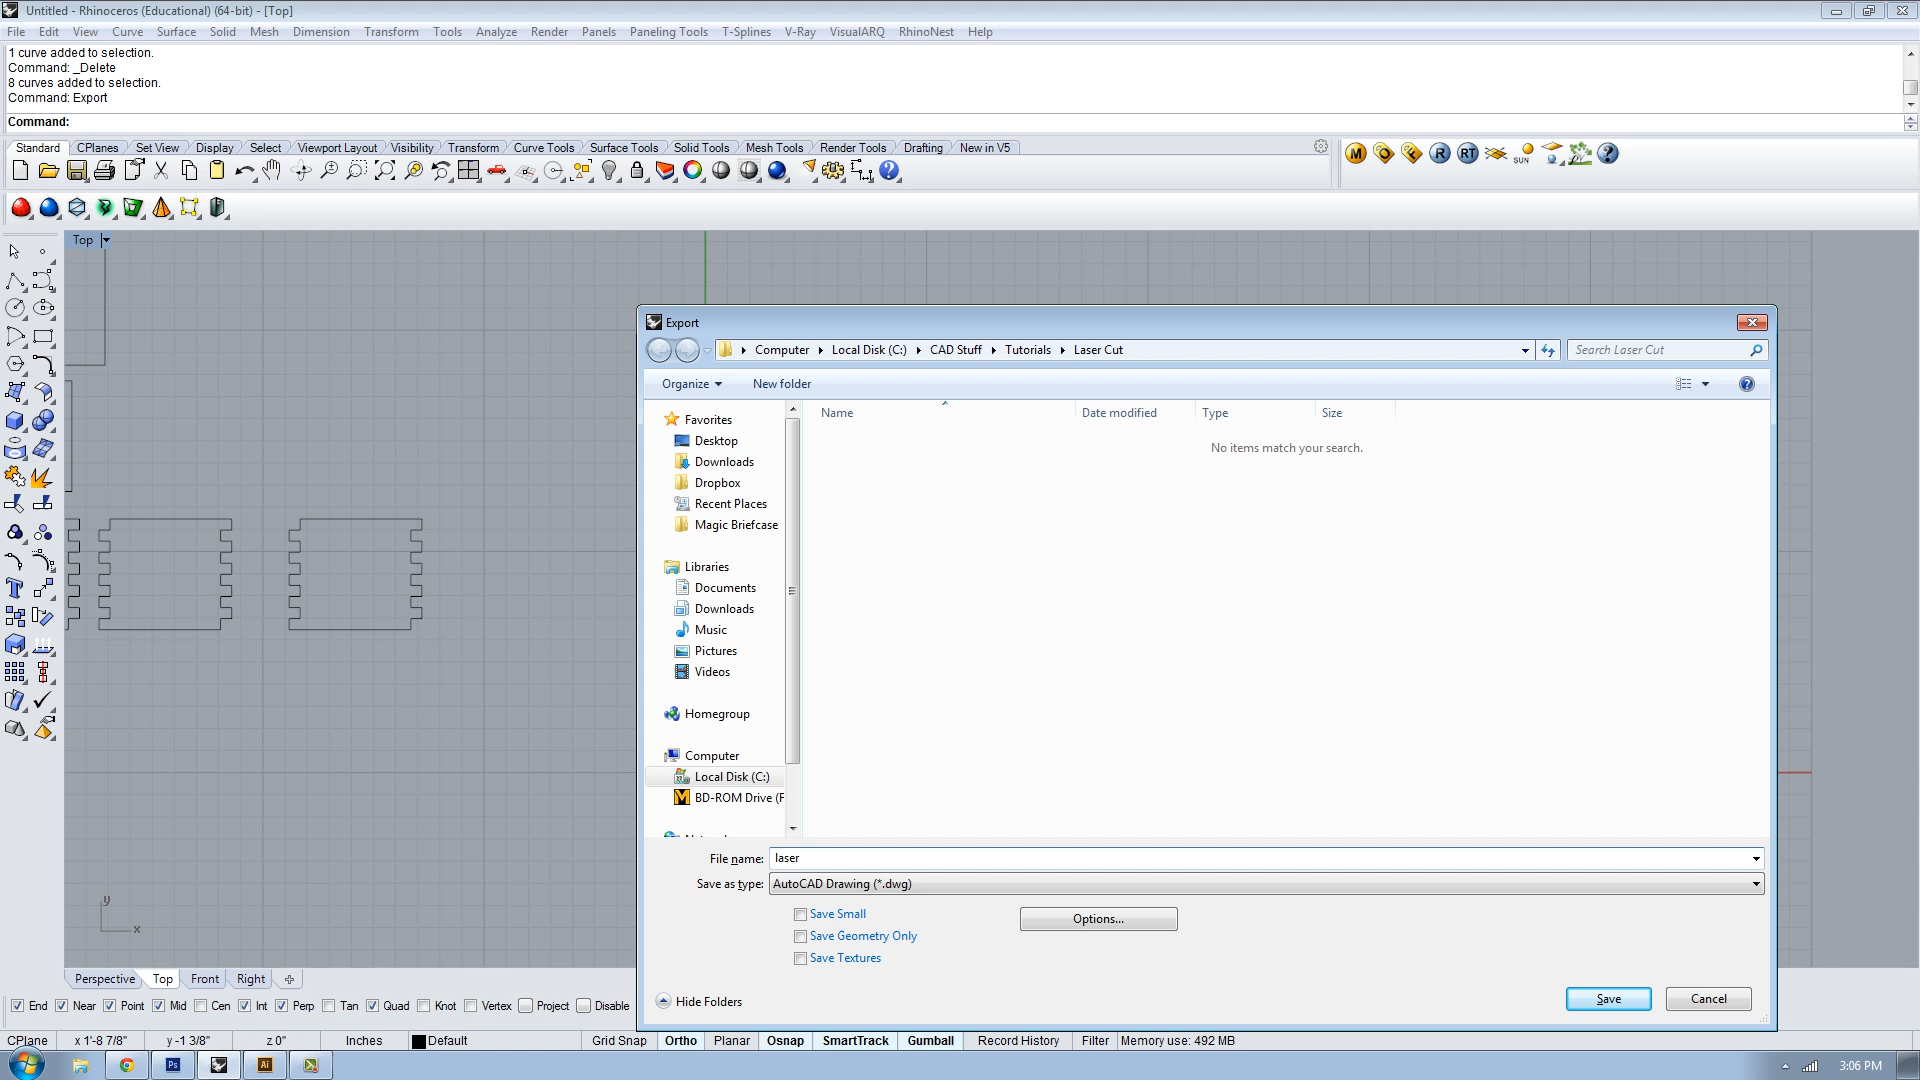 Untitled - Rhinoceros (Educational) (64-bit) - [Top]
File Edit View Curve Surface Solid Mesh Dimension Transform Tools Analyze Render Panels Paneling Tools T-Splines V-Ray VisualARQ RhinoNest Help
1 curve added to selection.
Command: _Delete
8 curves added to selection.
Command: Export
Command:
Standard CPlanes Set View Display Select Viewport Layout Visibility Transform Curve Tools Surface Tools Solid Tools Mesh Tools Render Tools Drafting New in V5
M R RT SUN
Top
Export
Computer Local Disk (C:) CAD Stuff Tutorials Laser Cut
Search Laser Cut
Organize New folder
Name Date modified Type Size
No items match your search.
Favorites
Desktop
Downloads
Dropbox
Recent Places
Magic Briefcase
Libraries
Documents
Downloads
Music
Pictures
Videos
Homegroup
Computer
Local Disk (C:)
BD-ROM Drive (F
File name: laser
Save as type: AutoCAD Drawing (*.dwg)
Save Small
Options...
Save Geometry Only
Save Textures
Hide Folders
Save Cancel
y
x
Perspective Top Front Right
End Near Point Mid Cen Int Perp Tan Quad Knot Vertex Project Disable
CPlane x 1'-8 7/8" y -1 3/8" z 0" Inches Default Grid Snap Ortho Planar Osnap SmartTrack Gumball Record History Filter Memory use: 492 MB
Ps Ai
3:06 PM